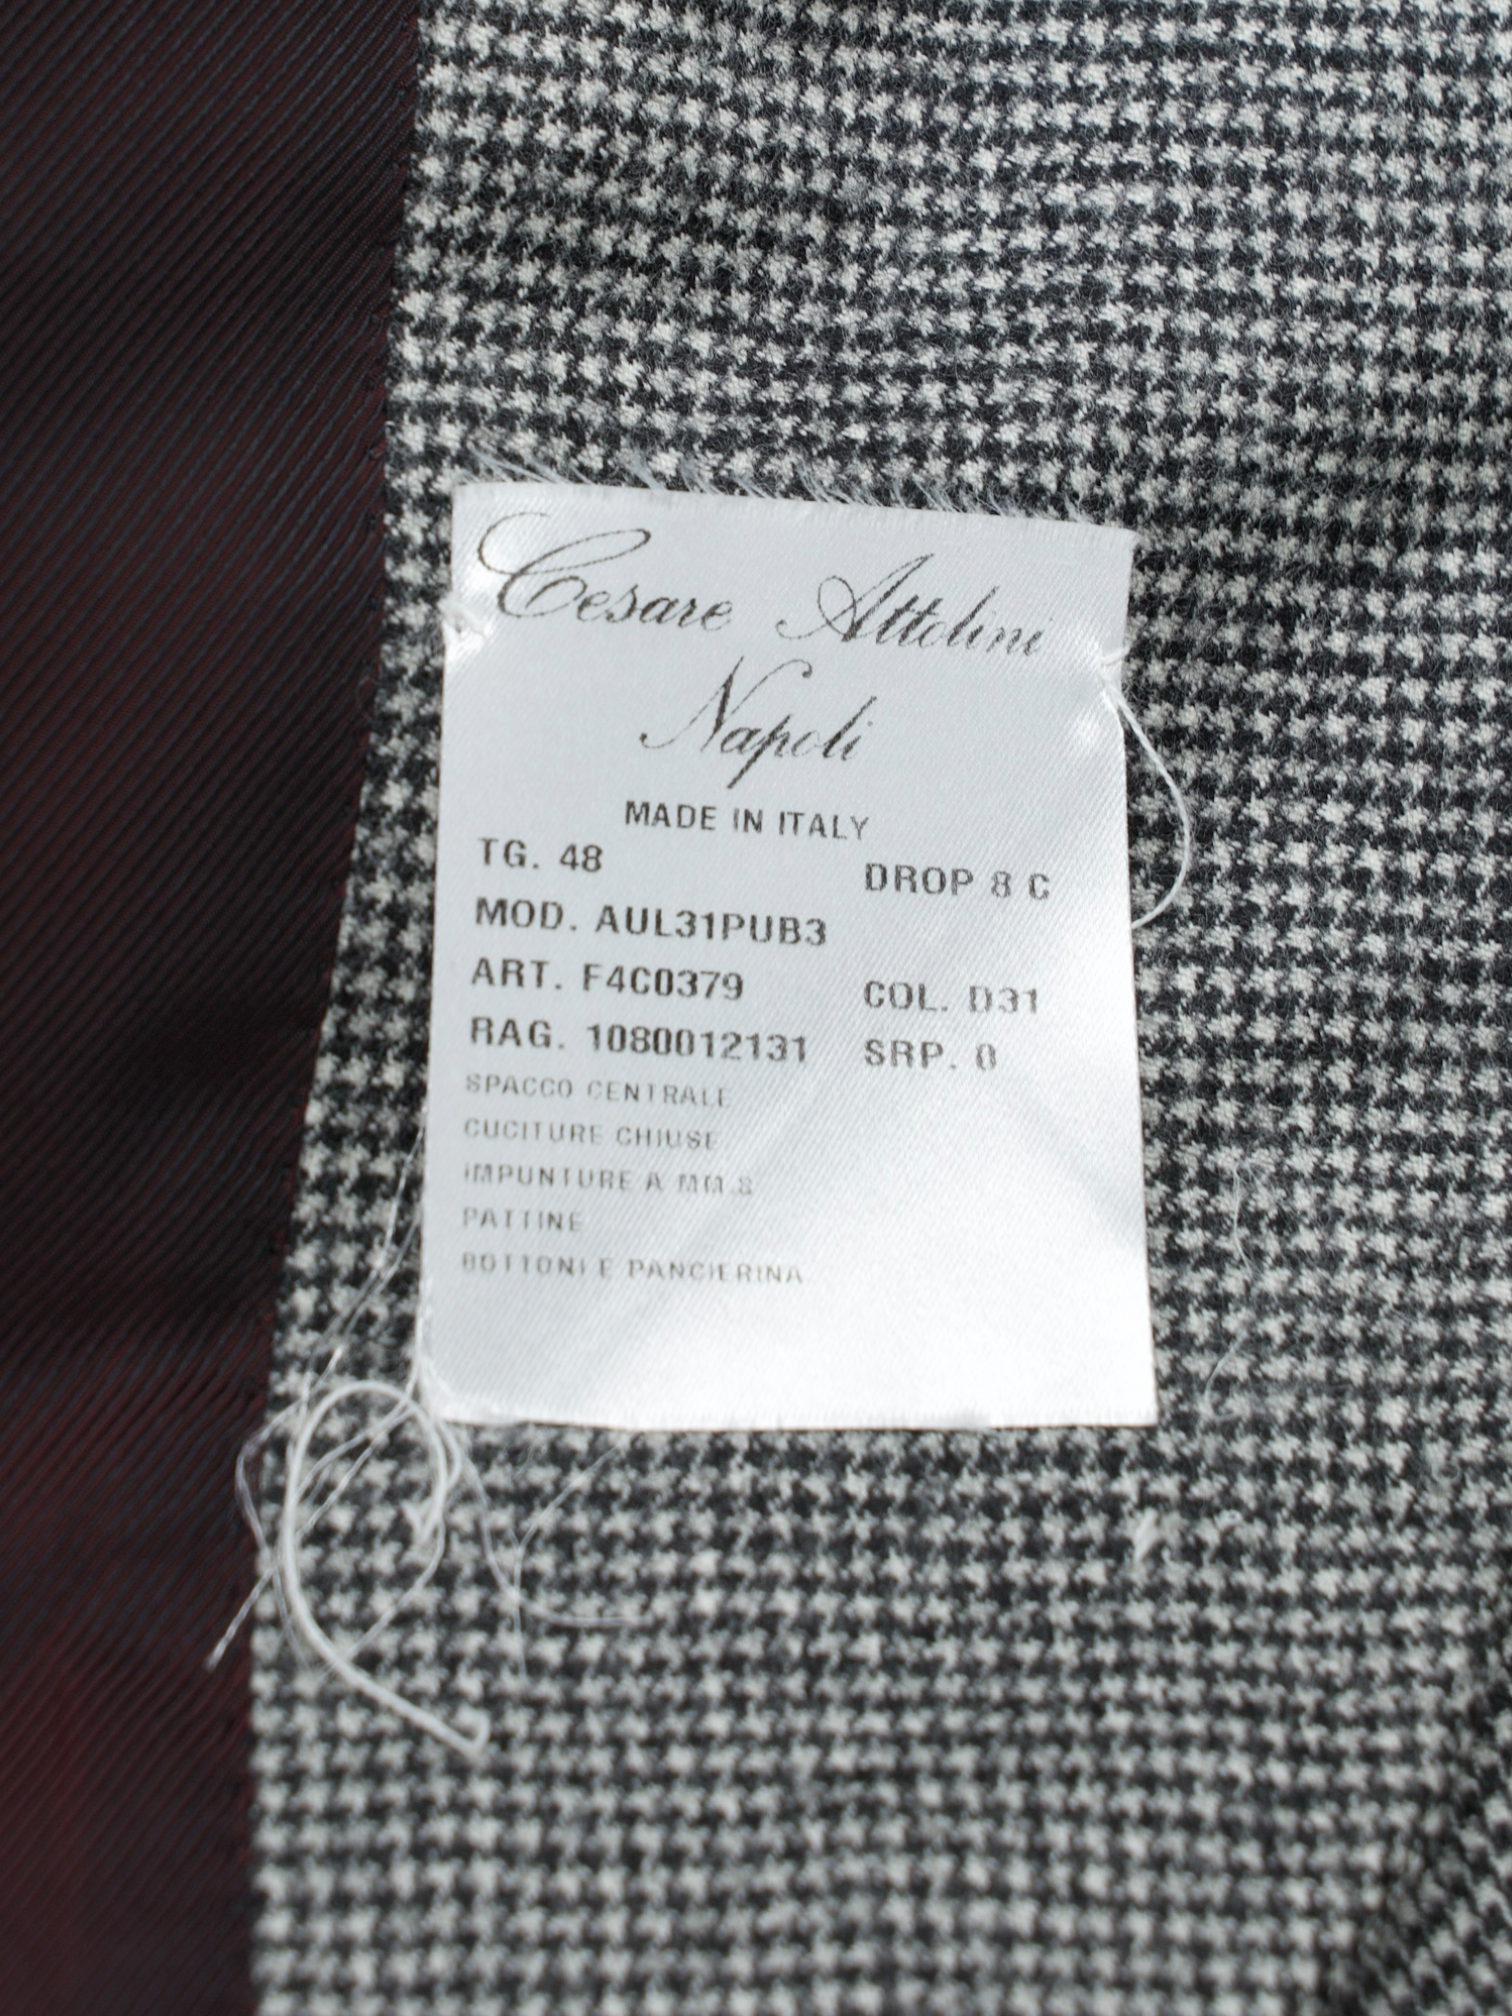 Cesare Attolini
Napoli
MADE IN ITALY
TG. 48 DROP 8 C
MOD. AUL31PUB3
ART. F4C0379 COL. D31
RAG. 1080012131 SRP. 0
SPACCO CENTRALE
CUCITURE CHIUSE
IMPUNTURE A MM.8
PATTINE
BOTTONI E PANCIERINA